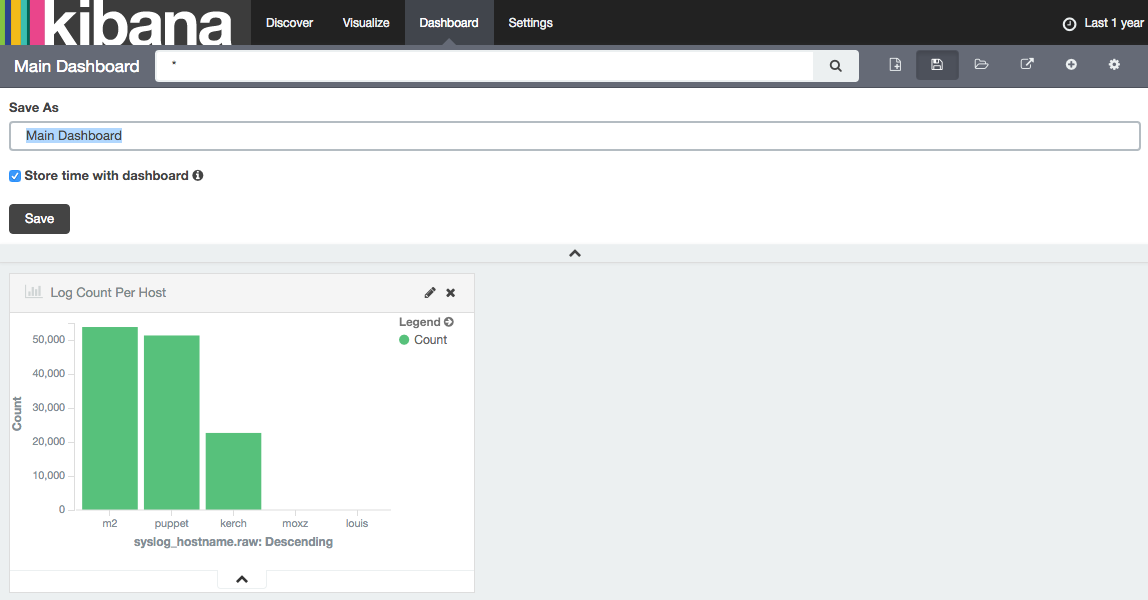 kibana Discover Visualize Dashboard Settings Last 1 year
Main Dashboard *
Save As
Main Dashboard
Store time with dashboard
Save
Log Count Per Host
Legend
Count
50,000
40,000
30,000
20,000
10,000
0
Count
m2 puppet kerch moxz louis
syslog_hostname.raw: Descending